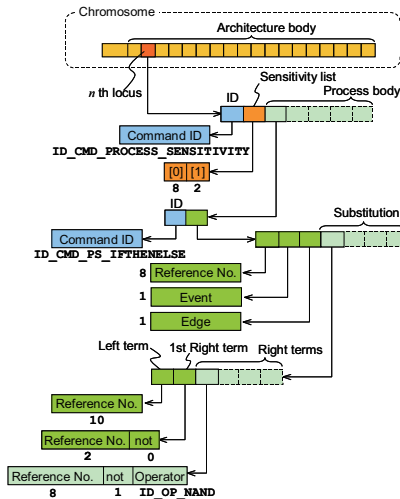 Chromosome
Architecture body
n th locus
Sensitivity list
ID
Process body
Command ID
ID_CMD_PROCESS_SENSITIVITY
[0] [1]
8 2
ID
Substitution
Command ID
ID_CMD_PS_IFTHENELSE
8 Reference No.
1 Event
1 Edge
Left term
1st Right term
Right terms
Reference No.
10
Reference No. not
2 0
Reference No. not Operator
8 1 ID_OP_NAND